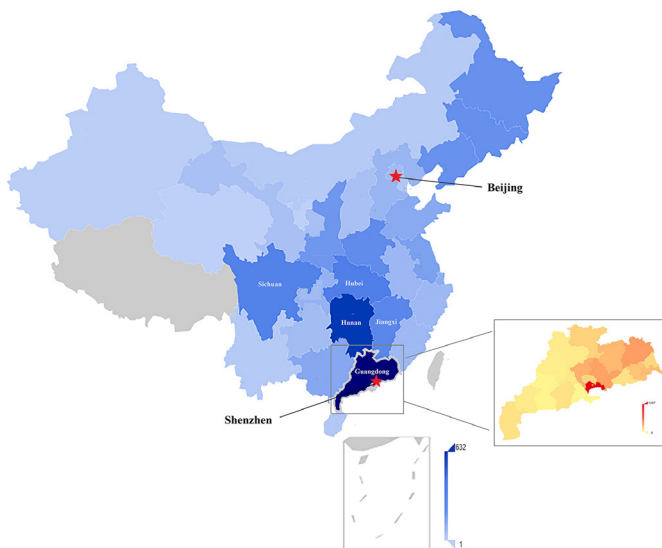 Beijing
Sichuan
Hubei
Hunan
Jiangxi
Guangdong
Shenzhen
632
1